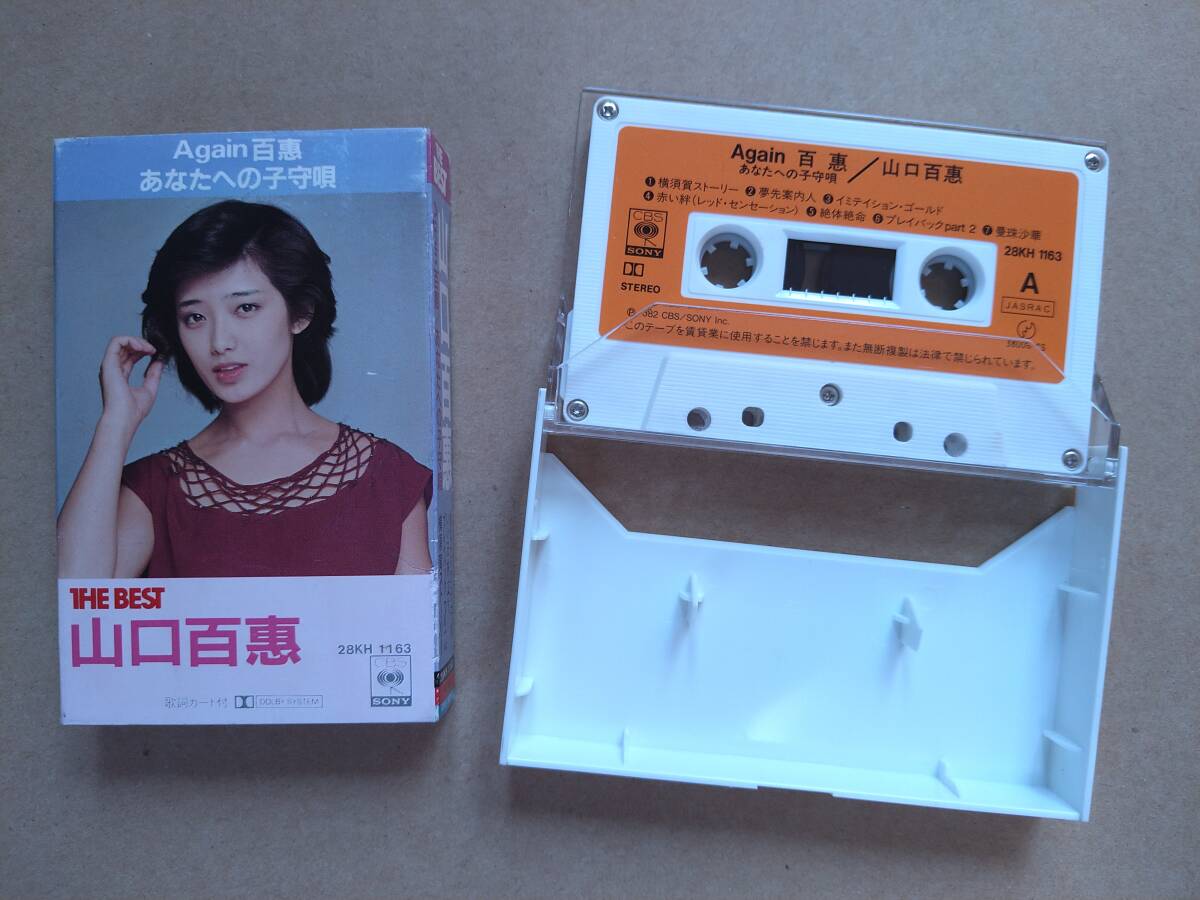 Again百惠
あなたへの子守唄
THE BEST
山口百惠
28KH 1163
CBS
SONY
歌詞カード付
DOLBY SYSTEM
THE BEST
Again 百惠／山口百惠
あなたへの子守唄
❶横須賀ストーリー ❷夢先案内人 ❸イミテイション・ゴールド
❹赤い絆(レッド・センセーション) ❺絶体絶命 ❻プレイバックpart 2 ❼曼珠沙華
CBS
SONY
STEREO
28KH 1163
A
JASRAC
CBS/SONY Inc.
このテープを賃貸業に使用することを禁じます。また無断複製は法律で禁じられています。